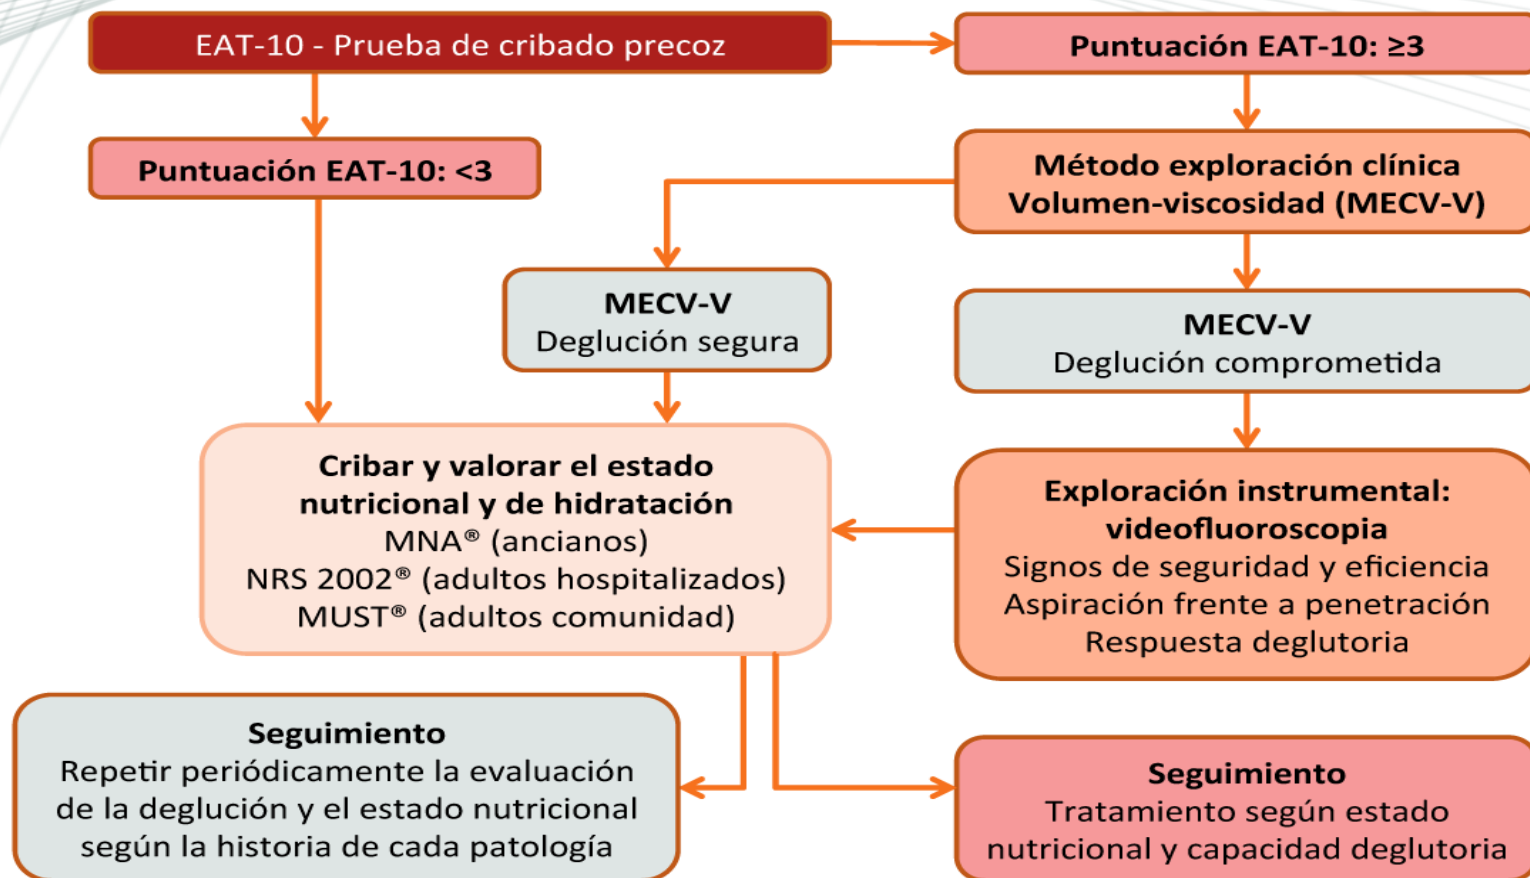 EAT-10 - Prueba de cribado precoz
Puntuación EAT-10: ≥3
Puntuación EAT-10: <3
Método exploración clínica
Volumen-viscosidad (MECV-V)
MECV-V
Deglución segura
MECV-V
Deglución comprometida
Cribar y valorar el estado
nutricional y de hidratación
MNA® (ancianos)
NRS 2002® (adultos hospitalizados)
MUST® (adultos comunidad)
Exploración instrumental:
videofluoroscopia
Signos de seguridad y eficiencia
Aspiración frente a penetración
Respuesta deglutoria
Seguimiento
Repetir periódicamente la evaluación
de la deglución y el estado nutricional
según la historia de cada patología
Seguimiento
Tratamiento según estado
nutricional y capacidad deglutoria